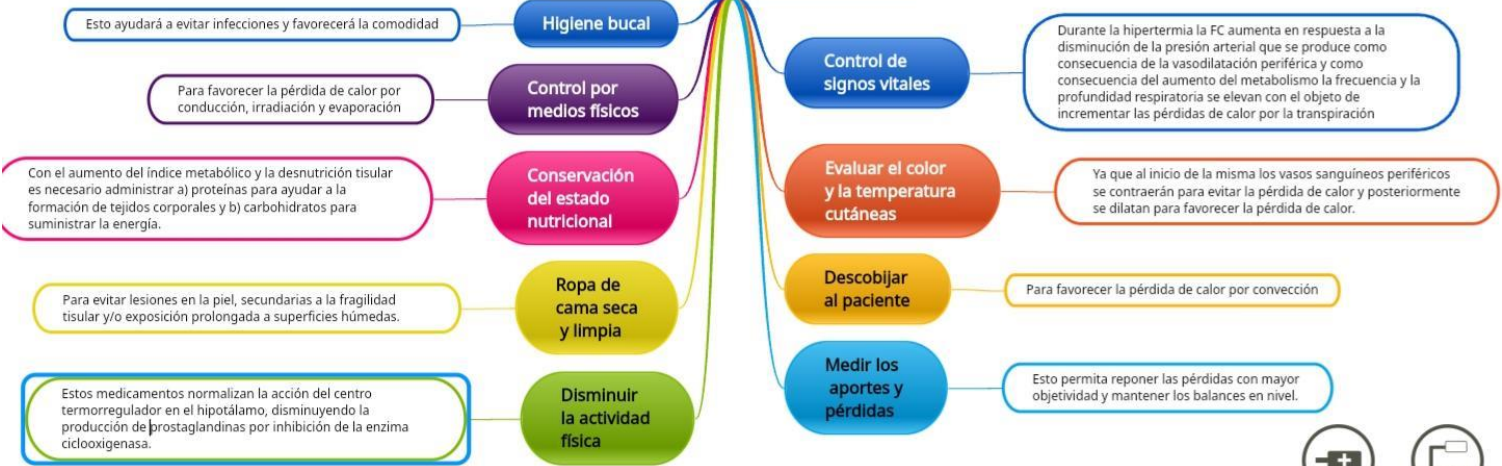 Esto ayudará a evitar infecciones y favorecerá la comodidad
Higiene bucal
Para favorecer la pérdida de calor por
conducción, irradiación y evaporación
Control por
medios físicos
Con el aumento del índice metabólico y la desnutrición tisular
es necesario administrar a) proteínas para ayudar a la
formación de tejidos corporales y b) carbohidratos para
suministrar la energía.
Conservación
del estado
nutricional
Para evitar lesiones en la piel, secundarias a la fragilidad
tisular y/o exposición prolongada a superficies húmedas.
Ropa de
cama seca
y limpia
Estos medicamentos normalizan la acción del centro
termorregulador en el hipotálamo, disminuyendo la
producción de prostaglandinas por inhibición de la enzima
ciclooxigenasa.
Disminuir
la actividad
física
Control de
signos vitales
Durante la hipertermia la FC aumenta en respuesta a la
disminución de la presión arterial que se produce como
consecuencia de la vasodilatación periférica y como
consecuencia del aumento del metabolismo la frecuencia y la
profundidad respiratoria se elevan con el objeto de
incrementar las pérdidas de calor por la transpiración
Evaluar el color
y la temperatura
cutáneas
Ya que al inicio de la misma los vasos sanguíneos periféricos
se contraerán para evitar la pérdida de calor y posteriormente
se dilatan para favorecer la pérdida de calor.
Descobijar
al paciente
Para favorecer la pérdida de calor por convección
Medir los
aportes y
pérdidas
Esto permita reponer las pérdidas con mayor
objetividad y mantener los balances en nivel.